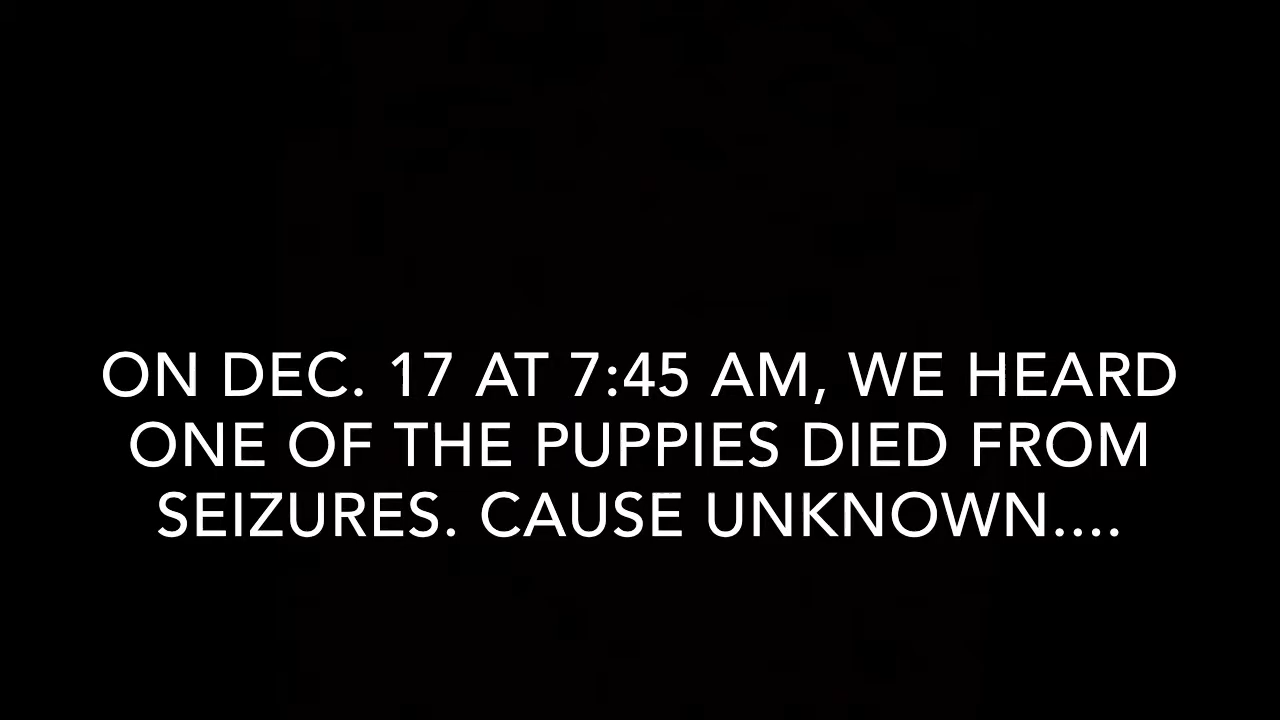 ON DEC. 17 AT 7:45 AM, WE HEARD
ONE OF THE PUPPIES DIED FROM
SEIZURES. CAUSE UNKNOWN....